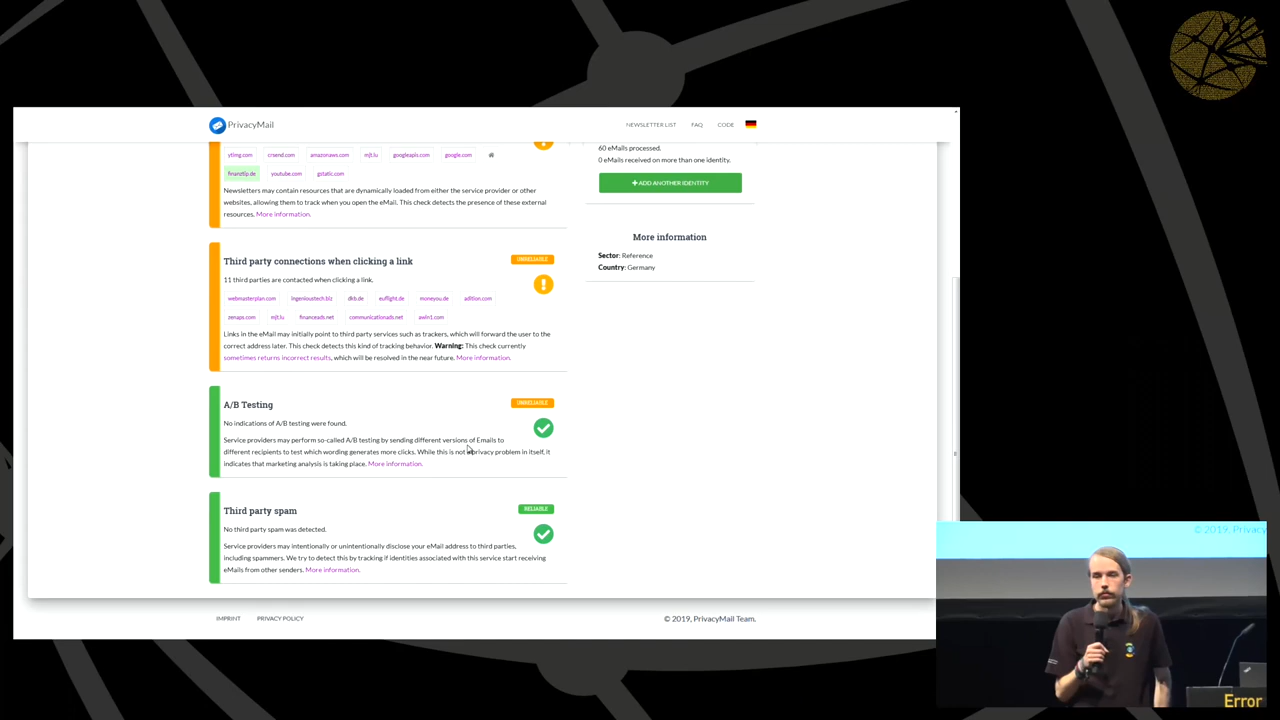 PrivacyMail
NEWSLETTER LIST FAQ CODE
ytimg.com crsend.com amazonaws.com mjt.lu googleapis.com google.com
finanztip.de youtube.com gstatic.com
Newsletters may contain resources that are dynamically loaded from either the service provider or other
websites, allowing them to track when you open the eMail. This check detects the presence of these external
resources. More information.
60 eMails processed.
0 eMails received on more than one identity.
+ ADD ANOTHER IDENTITY
More information
Sector: Reference
Country: Germany
Third party connections when clicking a link
UNRELIABLE
11 third parties are contacted when clicking a link.
webmasterplan.com ingenioustech.biz dkb.de euflight.de moneyou.de adition.com
zenaps.com mjt.lu financeads.net communicationads.net awin1.com
Links in the eMail may initially point to third party services such as trackers, which will forward the user to the
correct address later. This check detects this kind of tracking behavior. Warning: This check currently
sometimes returns incorrect results, which will be resolved in the near future. More information.
A/B Testing
UNRELIABLE
No indications of A/B testing were found.
Service providers may perform so-called A/B testing by sending different versions of Emails to
different recipients to test which wording generates more clicks. While this is not a privacy problem in itself, it
indicates that marketing analysis is taking place. More information.
Third party spam
RELIABLE
No third party spam was detected.
Service providers may intentionally or unintentionally disclose your eMail address to third parties,
including spammers. We try to detect this by tracking if identities associated with this service start receiving
eMails from other senders. More information.
IMPRINT PRIVACY POLICY
© 2019, PrivacyMail Team.
© 2019, Privacy
Error